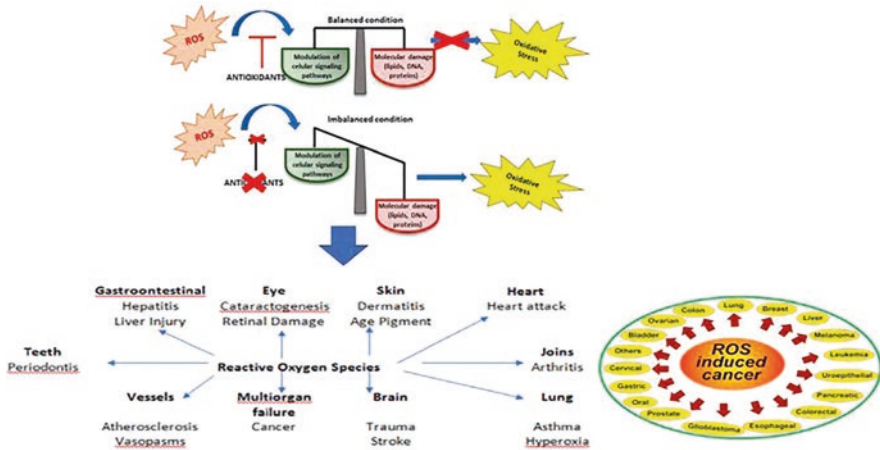 ROS
Balanced condition
ANTIOXIDANTS
Modulation of
celular signaling
pathways
Molecular damage
(lipids, DNA,
proteins)
Oxidative
Stress
ROS
Imbalanced condition
ANTIOXIDANTS
Modulation of
celular signaling
pathways
Molecular damage
(lipids, DNA,
proteins)
Oxidative
Stress
Gastroontestinal
Hepatitis
Liver Injury
Eye
Cataractogenesis
Retinal Damage
Skin
Dermatitis
Age Pigment
Heart
Heart attack
Teeth
Periodontis
Reactive Oxygen Species
Joins
Arthritis
Vessels
Atherosclerosis
Vasopasms
Multiorgan
failure
Cancer
Brain
Trauma
Stroke
Lung
Asthma
Hyperoxia
ROS
induced
cancer
Lung
Breast
Liver
Melanoma
Leukemia
Uroepithelial
Pancreatic
Colorectal
Esophageal
Glioblastoma
Prostate
Oral
Gastric
Cervical
Others
Bladder
Ovarian
Colon